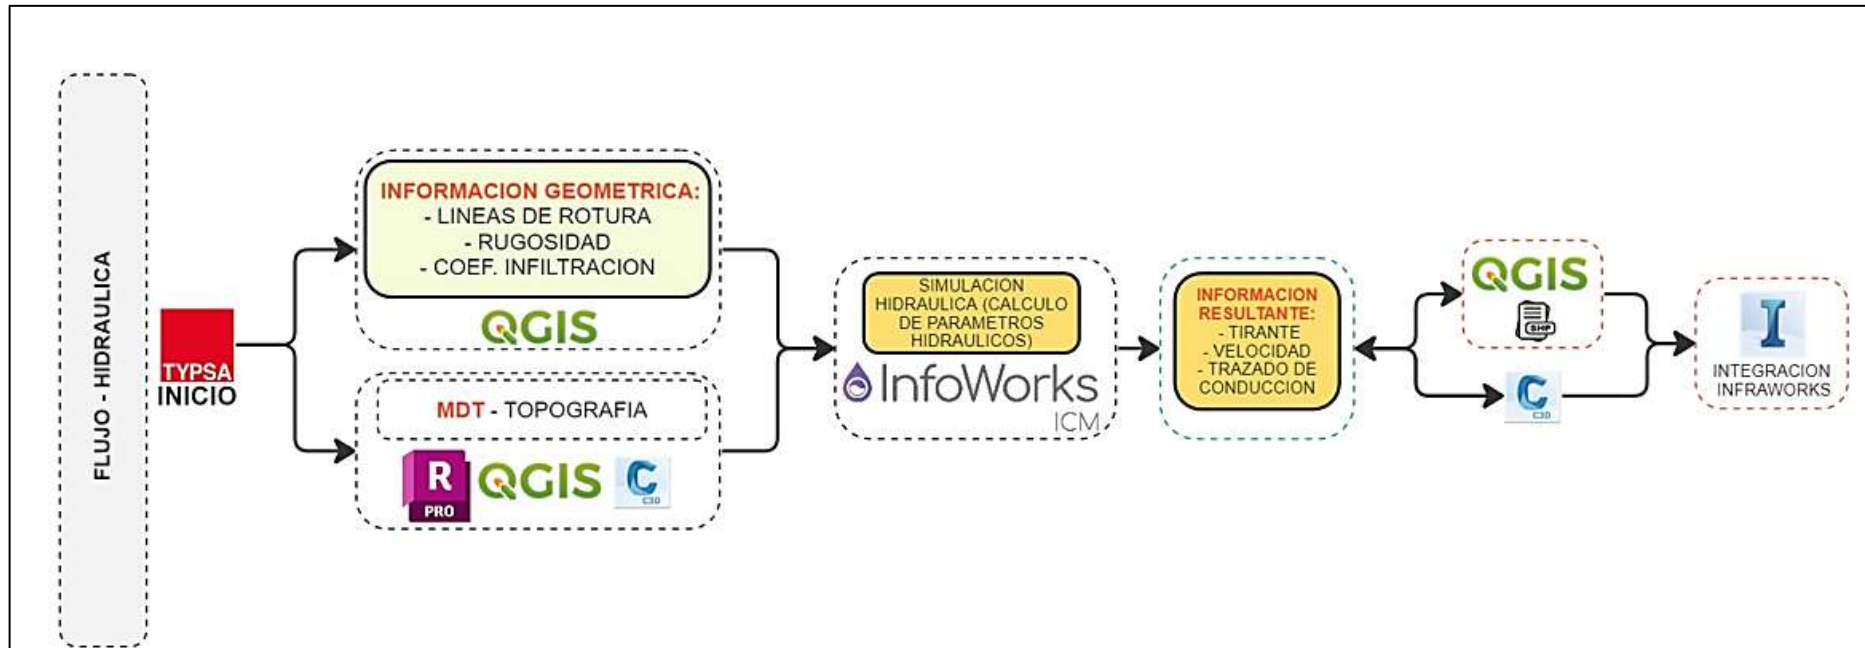 FLUJO - HIDRAULICA
TYPSA
INICIO
INFORMACION GEOMETRICA:
- LINEAS DE ROTURA
- RUGOSIDAD
- COEF. INFILTRACION
QGIS
MDT - TOPOGRAFIA
R
PRO
QGIS
C
C3D
SIMULACION
HIDRAULICA (CALCULO
DE PARAMETROS
HIDRAULICOS)
InfoWorks
ICM
INFORMACION
RESULTANTE:
- TIRANTE
- VELOCIDAD
- TRAZADO DE
CONDUCCION
QGIS
SHP
C
C3D
I
INTEGRACION
INFRAWORKS